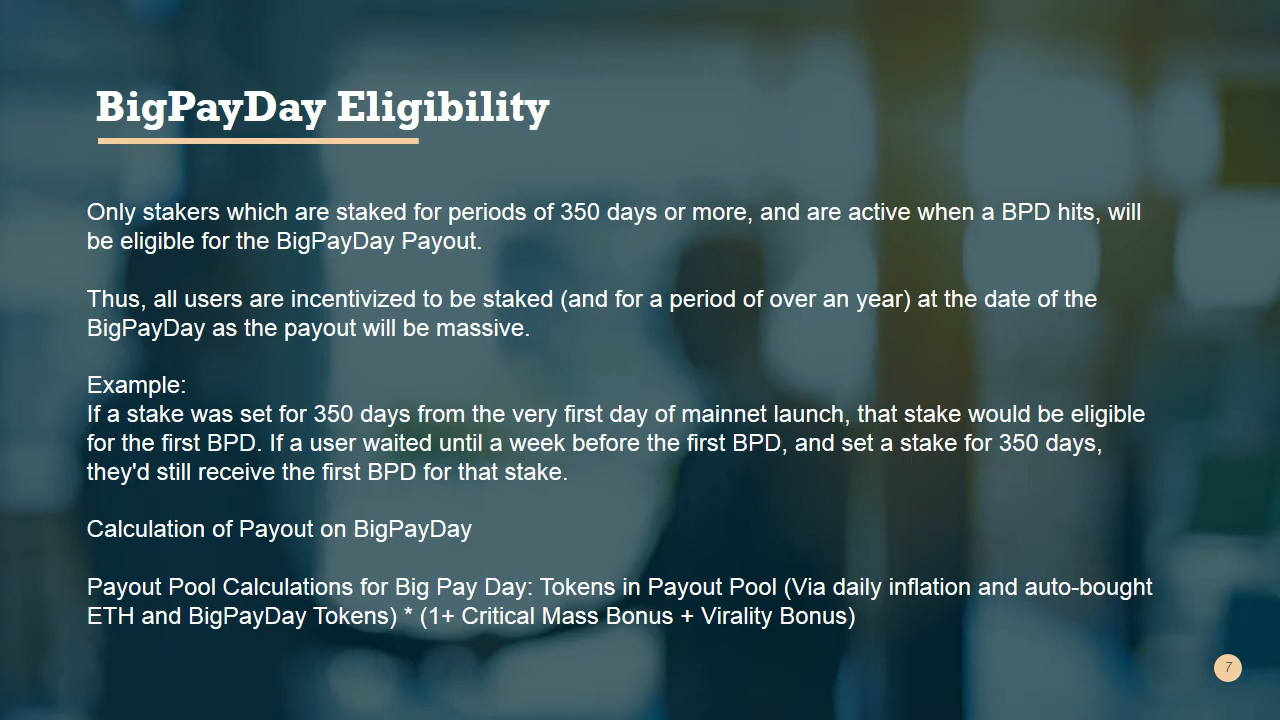 BigPayDay Eligibility
Only stakers which are staked for periods of 350 days or more, and are active when a BPD hits, will
be eligible for the BigPayDay Payout.
Thus, all users are incentivized to be staked (and for a period of over an year) at the date of the
BigPayDay as the payout will be massive.
Example:
If a stake was set for 350 days from the very first day of mainnet launch, that stake would be eligible
for the first BPD. If a user waited until a week before the first BPD, and set a stake for 350 days,
they'd still receive the first BPD for that stake.
Calculation of Payout on BigPayDay
Payout Pool Calculations for Big Pay Day: Tokens in Payout Pool (Via daily inflation and auto-bought
ETH and BigPayDay Tokens) * (1+ Critical Mass Bonus + Virality Bonus)
7